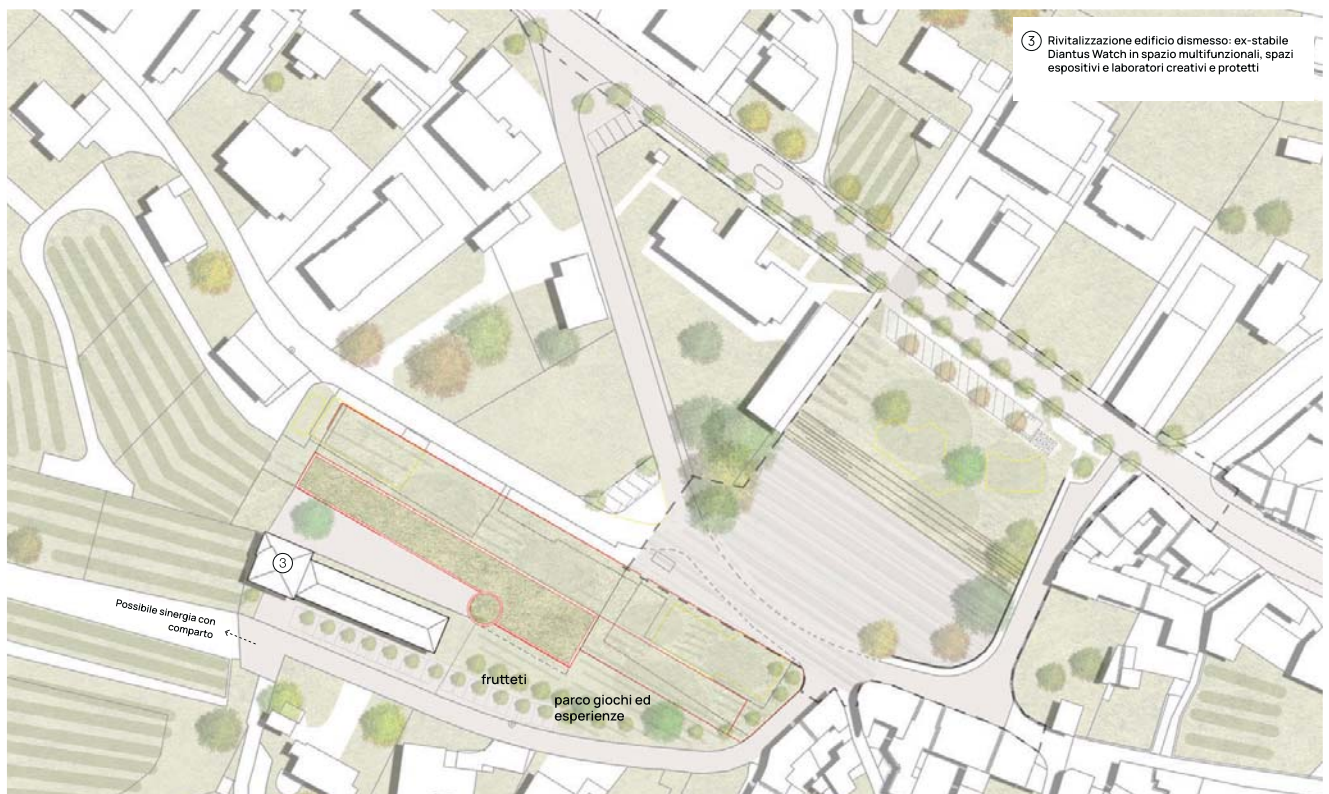 ③ Rivitalizzazione edificio dismesso: ex-stabile
Diantus Watch in spazio multifunzionali, spazi
espositivi e laboratori creativi e protetti
③
Possibile sinergia con
comparto
frutteti
parco giochi ed
esperienze